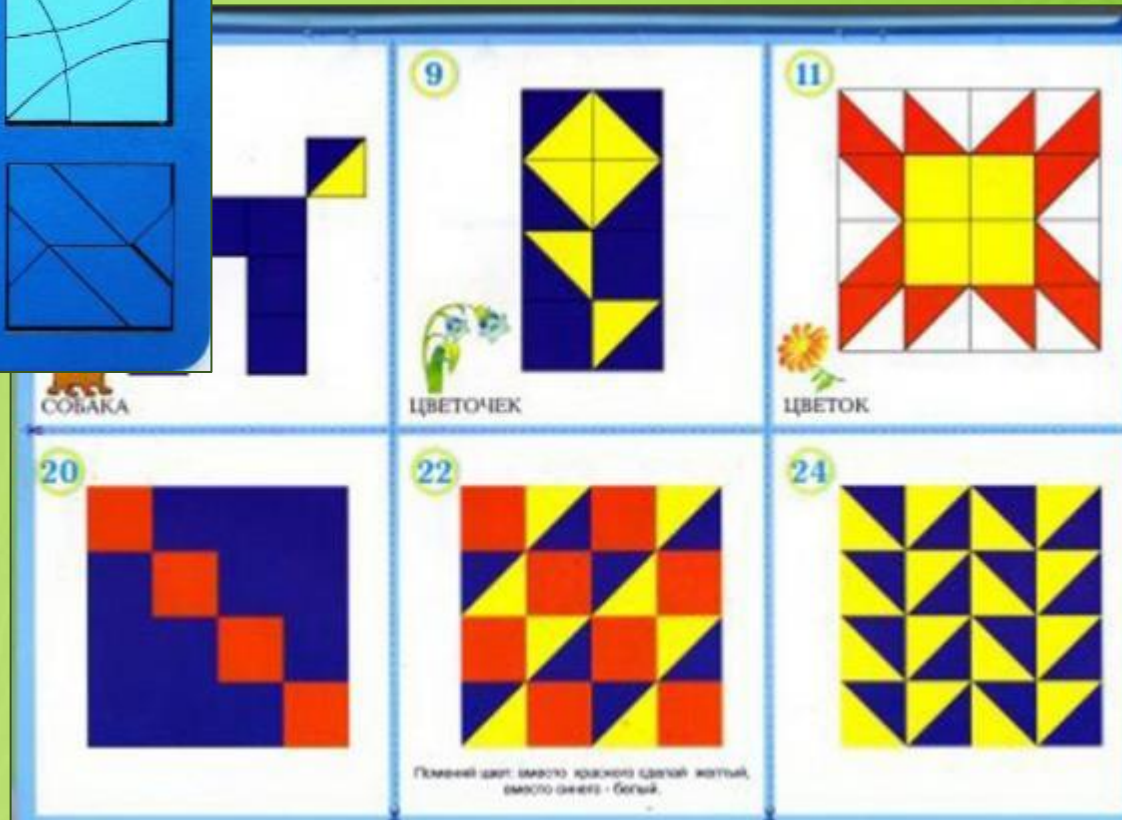 9
11
СОБАКА
ЦВЕТОЧЕК
ЦВЕТОК
20
22
24
Поменяй цвет: вместо красного сделай желтый,
вместо синего - белый.